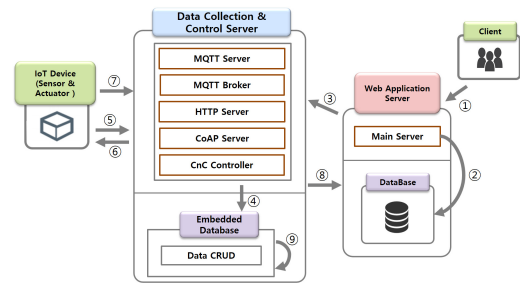 Data Collection &
Control Server
MQTT Server
MQTT Broker
HTTP Server
CoAP Server
CnC Controller
IoT Device
(Sensor &
Actuator )
⑦
⑤
⑥
④
Embedded
Database
Data CRUD
⑨
③
⑧
Client
①
Web Application
Server
Main Server
②
DataBase